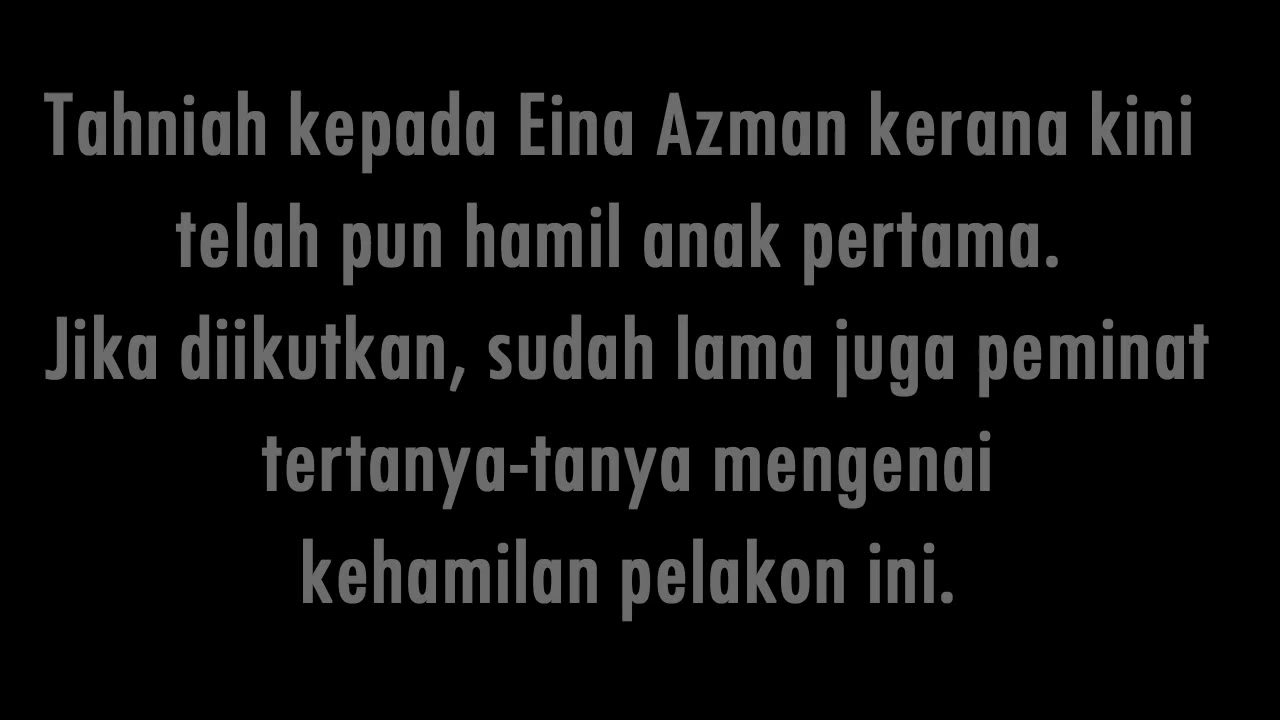 Tahniah kepada Eina Azman kerana kini
telah pun hamil anak pertama.
Jika diikutkan, sudah lama juga peminat
tertanya-tanya mengenai
kehamilan pelakon ini.